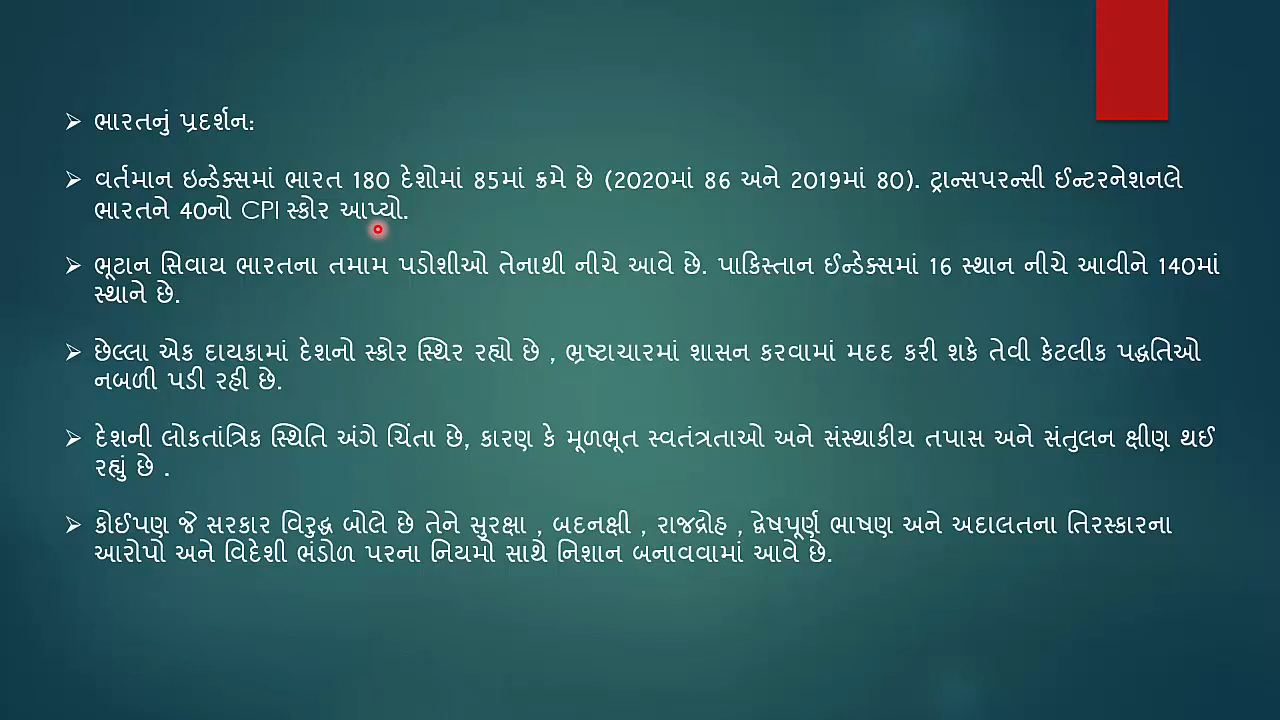 ભારતનું પ્રદર્શન:
વર્તમાન ઇન્ડેક્સમાં ભારત 180 દેશોમાં 85માં ક્રમે છે (2020માં 86 અને 2019માં 80). ટ્રાન્સપરન્સી ઈન્ટરનેશનલે
ભારતને 40નો CPI સ્કોર આપ્યો.
ભૂટાન સિવાય ભારતના તમામ પડોશીઓ તેનાથી નીચે આવે છે. પાકિસ્તાન ઈન્ડેક્સમાં 16 સ્થાન નીચે આવીને 140માં
સ્થાને છે.
છેલ્લા એક દાયકામાં દેશનો સ્કોર સ્થિર રહ્યો છે , ભ્રષ્ટાચારમાં શાસન કરવામાં મદદ કરી શકે તેવી કેટલીક પદ્ધતિઓ
નબળી પડી રહી છે.
દેશની લોકતાંત્રિક સ્થિતિ અંગે ચિંતા છે, કારણ કે મૂળભૂત સ્વતંત્રતાઓ અને સંસ્થાકીય તપાસ અને સંતુલન ક્ષીણ થઈ
રહ્યું છે .
કોઈપણ જે સરકાર વિરુદ્ધ બોલે છે તેને સુરક્ષા , બદનક્ષી , રાજદ્રોહ , દ્વેષપૂર્ણ ભાષણ અને અદાલતના તિરસ્કારના
આરોપો અને વિદેશી ભંડોળ પરના નિયમો સાથે નિશાન બનાવવામાં આવે છે.